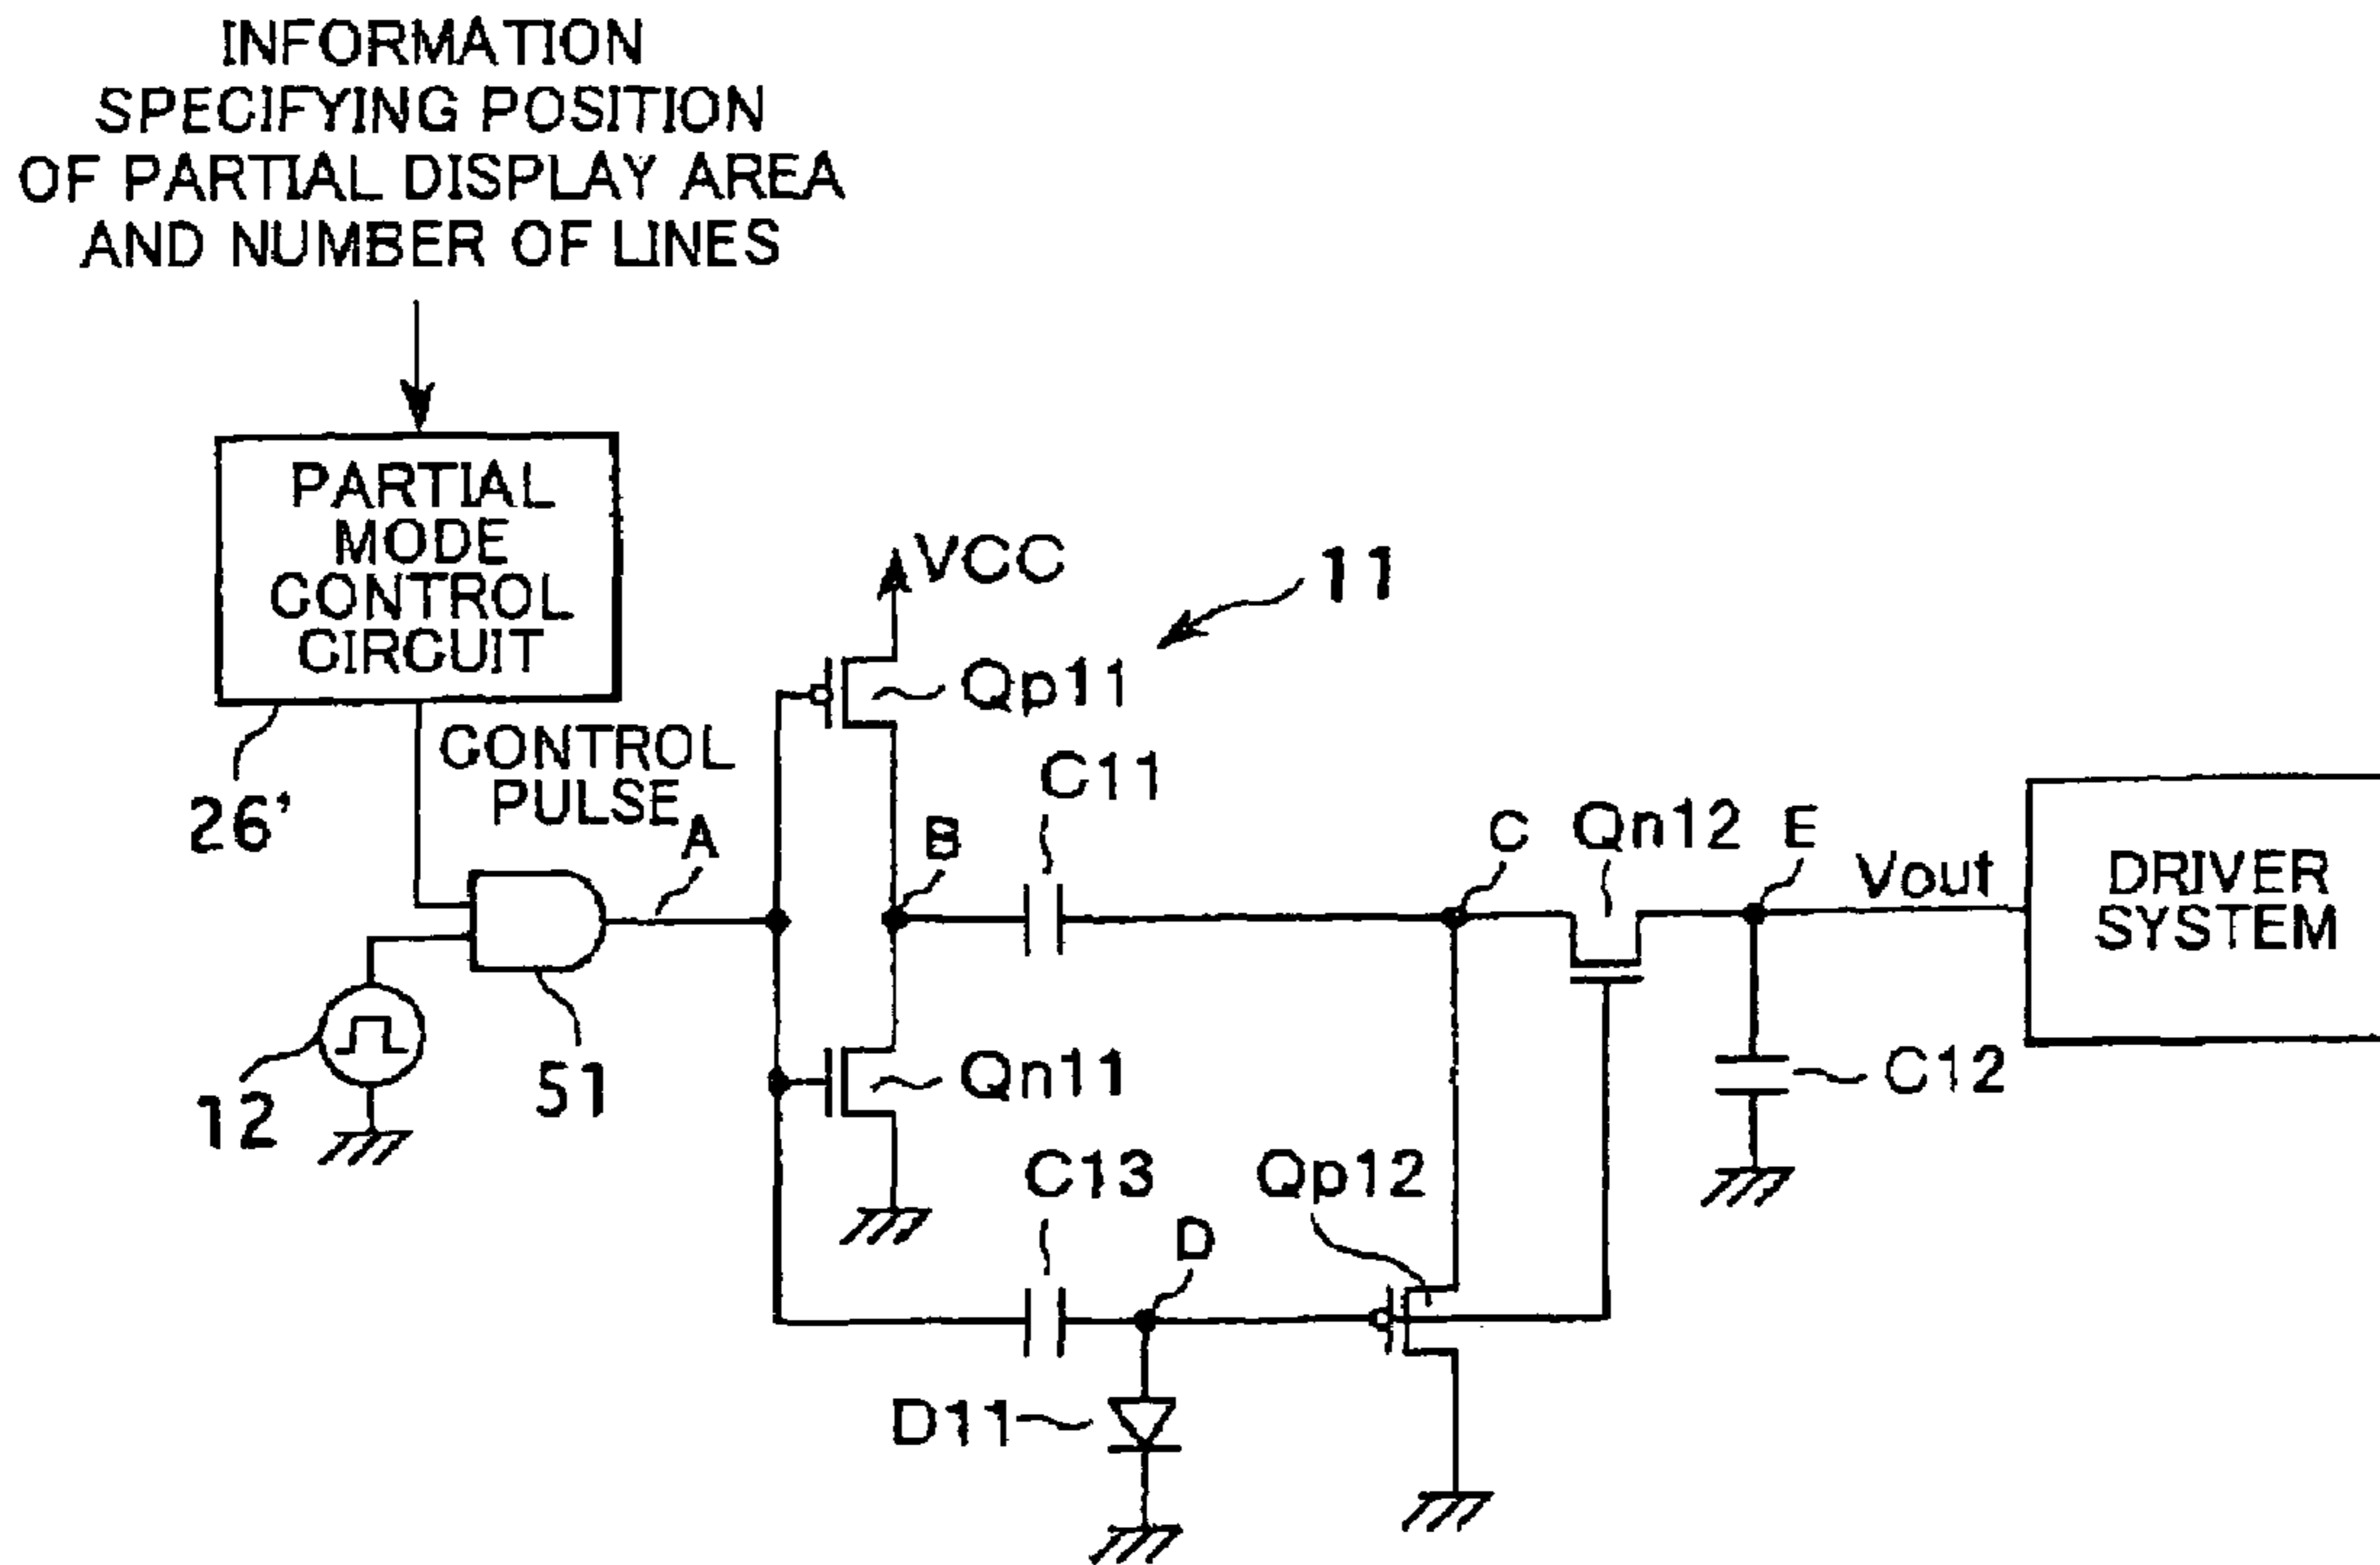 INFORMATION
SPECIFYING POSITION
OF PARTIAL DISPLAY AREA
AND NUMBER OF LINES
PARTIAL
MODE
CONTROL
CIRCUIT
26'
CONTROL
PULSE
A
12
S1
VCC
11
Qp11
C11
B
Qn11
C
Qn12
E
Vout
DRIVER
SYSTEM
C12
C13
D
Qp12
D11